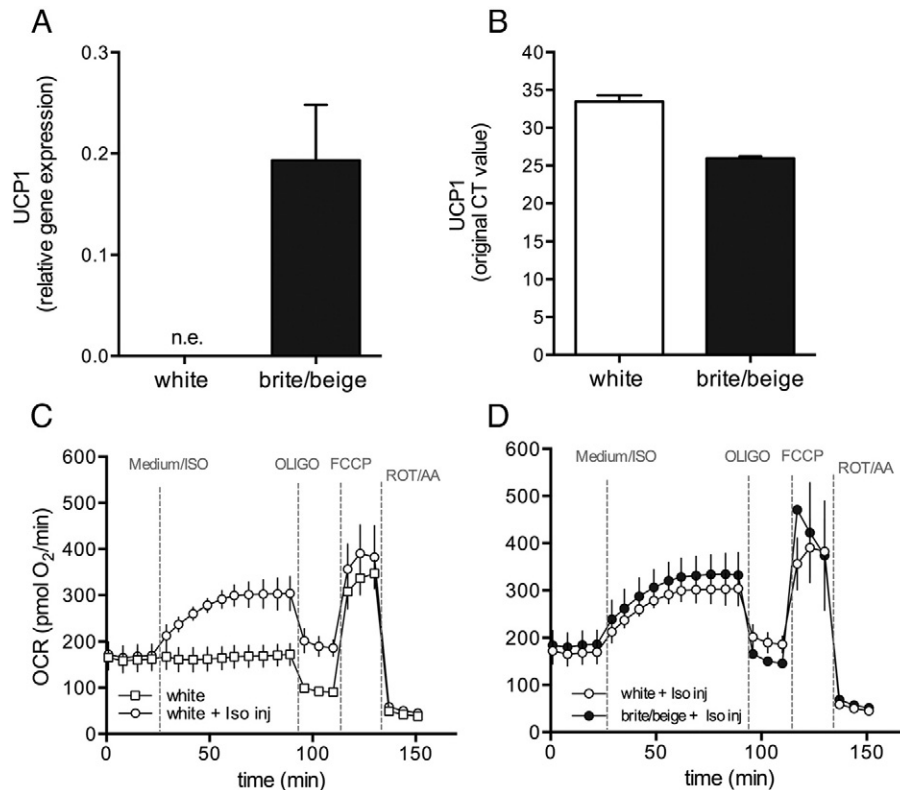 A
UCP1
(relative gene expression)
0.3
0.2
0.1
0.0
n.e.
white
brite/beige
B
UCP1
(original CT value)
40
35
30
25
20
15
10
5
0
white
brite/beige
C
OCR (pmol O₂/min)
600
500
400
300
200
100
0
Medium/ISO
OLIGO
FCCP
ROT/AA
white
white + Iso inj
0
50
100
150
time (min)
D
600
500
400
300
200
100
0
Medium/ISO
OLIGO
FCCP
ROT/AA
white + Iso inj
brite/beige + Iso inj
0
50
100
150
time (min)